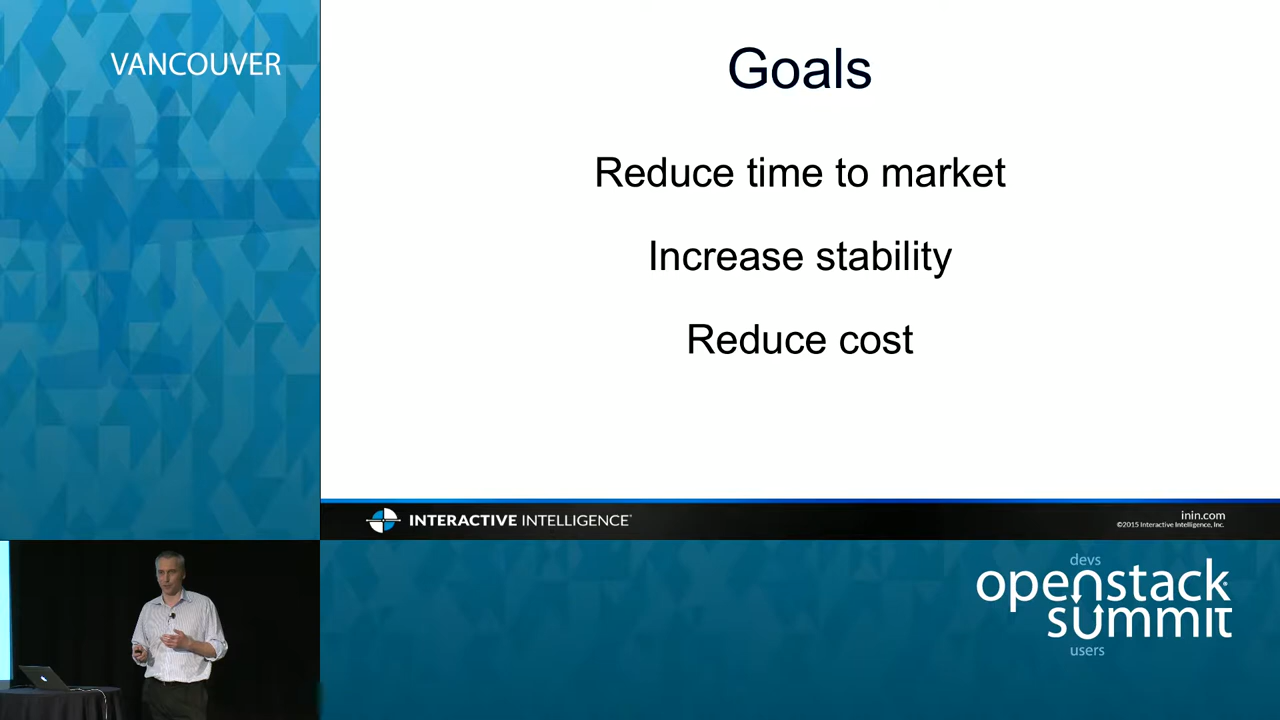 VANCOUVER
Goals
Reduce time to market
Increase stability
Reduce cost
INTERACTIVE INTELLIGENCE®
inin.com
©2015 Interactive Intelligence, Inc.
devs
openstack
summit
users